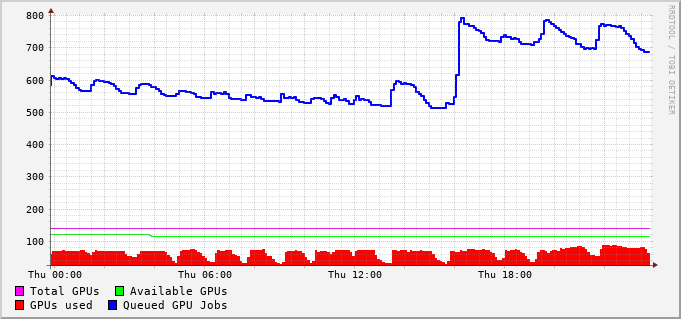 RRDTOOL / TOBI OETIKER
800
700
600
500
400
300
200
100
Thu 00:00 Thu 06:00 Thu 12:00 Thu 18:00
Total GPUs Available GPUs
GPUs used Queued GPU Jobs